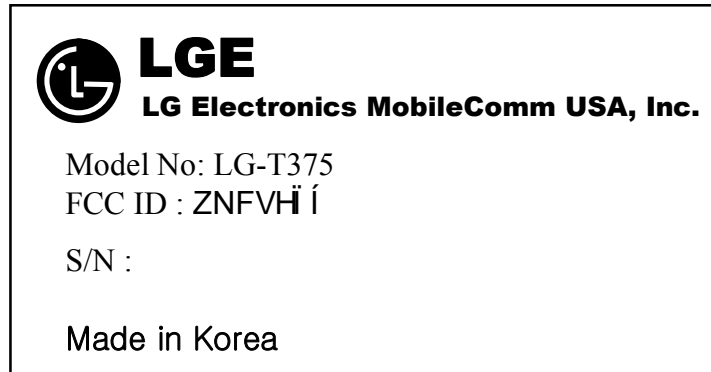 LGE
LG Electronics MobileComm USA, Inc.
Model No: LG-T375
FCC ID : ZNFVHÏ Í
S/N :
Made in Korea